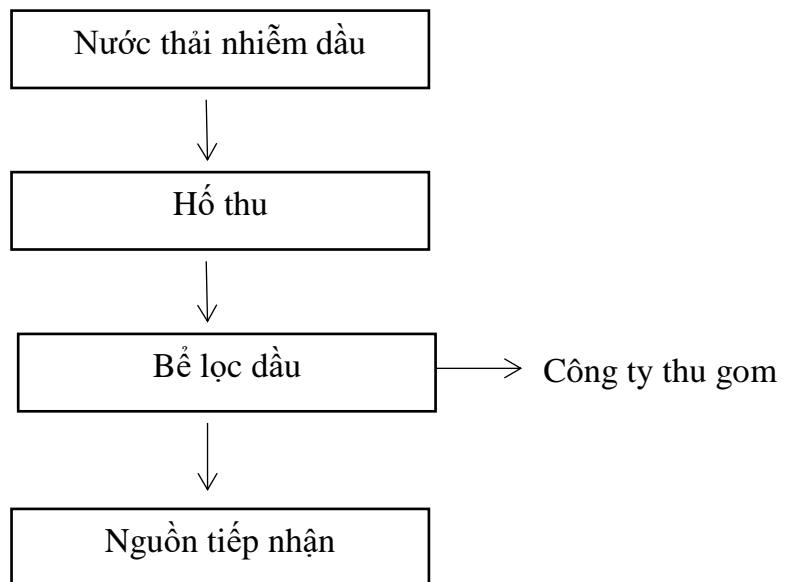 Nước thải nhiễm dầu
Hố thu
Bể lọc dầu
Công ty thu gom
Nguồn tiếp nhận